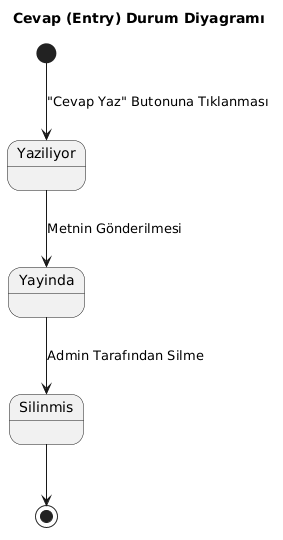 Cevap (Entry) Durum Diyagramı
"Cevap Yaz" Butonuna Tıklanması
Yaziliyor
Metnin Gönderilmesi
Yayinda
Admin Tarafından Silme
Silinmis